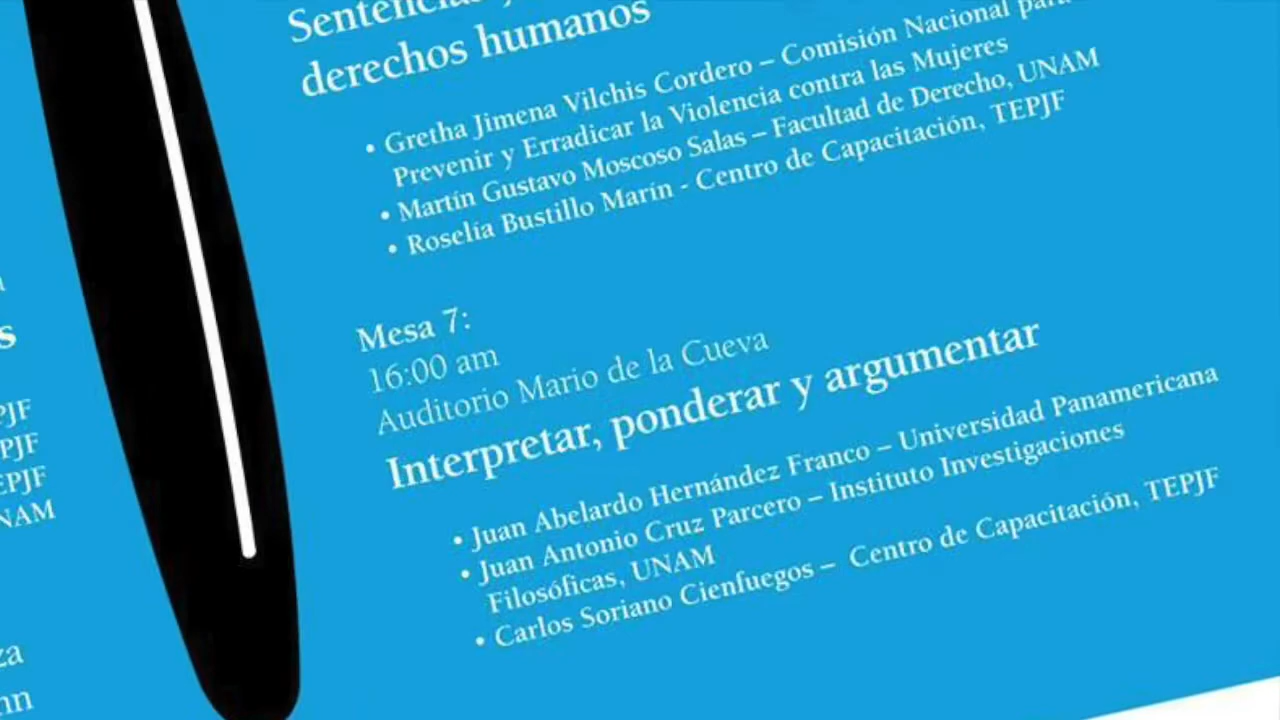 derechos humanos
• Gretha Jimena Vilchis Cordero – Comisión Nacional para
Prevenir y Erradicar la Violencia contra las Mujeres
• Martín Gustavo Moscoso Salas – Facultad de Derecho, UNAM
• Roselía Bustillo Marín - Centro de Capacitación, TEPJF
Mesa 7:
16:00 am
Auditorio Mario de la Cueva
Interpretar, ponderar y argumentar
• Juan Abelardo Hernández Franco – Universidad Panamericana
• Juan Antonio Cruz Parcero – Instituto Investigaciones
Filosóficas, UNAM
• Carlos Soriano Cienfuegos – Centro de Capacitación, TEPJF